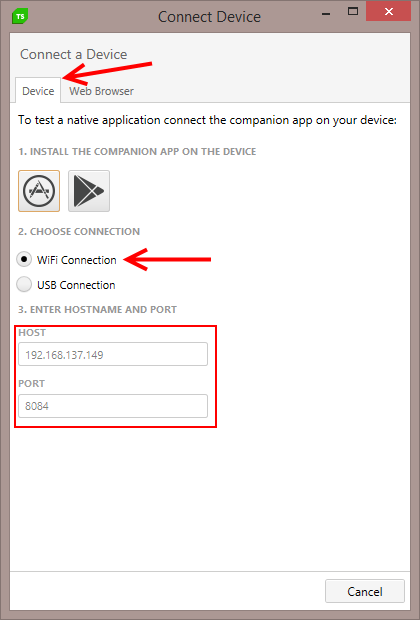 TS
Connect Device
Connect a Device
Device
Web Browser
To test a native application connect the companion app on your device:
1. INSTALL THE COMPANION APP ON THE DEVICE
2. CHOOSE CONNECTION
WiFi Connection
USB Connection
3. ENTER HOSTNAME AND PORT
HOST
192.168.137.149
PORT
8084
Cancel